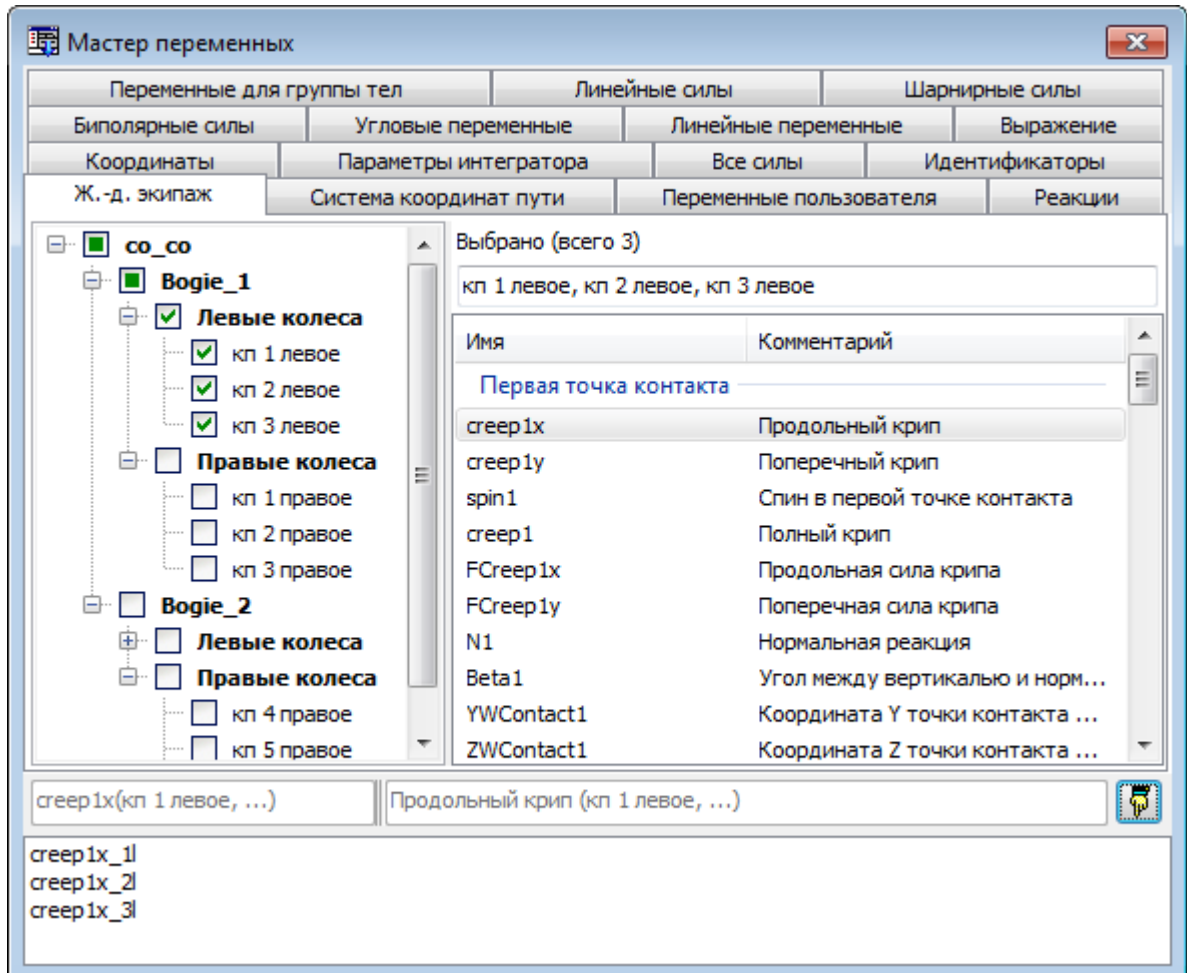 Мастер переменных
Переменные для группы тел Линейные силы Шарнирные силы
Биполярные силы Угловые переменные Линейные переменные Выражение
Координаты Параметры интегратора Все силы Идентификаторы
Ж.-д. экипаж Система координат пути Переменные пользователя Реакции
co_co
Bogie_1
Левые колеса
кп 1 левое
кп 2 левое
кп 3 левое
Правые колеса
кп 1 правое
кп 2 правое
кп 3 правое
Bogie_2
Левые колеса
Правые колеса
кп 4 правое
кп 5 правое
Выбрано (всего 3)
кп 1 левое, кп 2 левое, кп 3 левое
Имя Комментарий
Первая точка контакта
creep1x Продольный крип
creep1y Поперечный крип
spin1 Спин в первой точке контакта
creep1 Полный крип
FCreep1x Продольная сила крипа
FCreep1y Поперечная сила крипа
N1 Нормальная реакция
Beta1 Угол между вертикалью и норм...
YWContact1 Координата Y точки контакта ...
ZWContact1 Координата Z точки контакта ...
creep1x(кп 1 левое, ...) Продольный крип (кп 1 левое, ...)
creep1x_1l
creep1x_2l
creep1x_3l